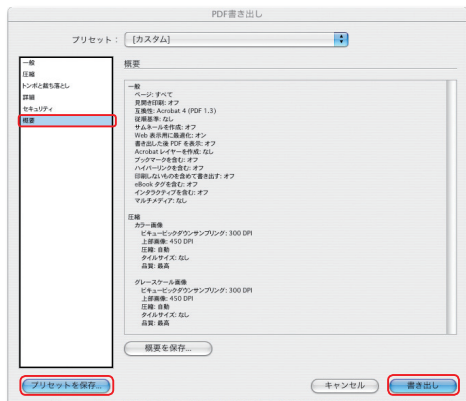 PDF書き出し
プリセット： [カスタム]
一般
圧縮
トンボと裁ち落とし
詳細
セキュリティ
概要
概要
一般
ページ: すべて
見開き印刷: オフ
互換性: Acrobat 4 (PDF 1.3)
従属基準: なし
サムネールを作成: オン
Web 表示用に最適化: オン
書き出した後 PDF を表示: オフ
Acrobat レイヤーを作成: なし
ブックマークを含む: オフ
ハイパーリンクを含む: オフ
印刷しないものを含めて書き出す: オフ
eBook タグを含む: オフ
インタラクティブを含む: オフ
マルチメディア: なし
圧縮
カラー画像
ビキュービックダウンサンプリング: 300 DPI
上部画像: 450 DPI
圧縮: 自動
タイルサイズ: なし
品質: 最高
グレースケール画像
ビキュービックダウンサンプリング: 300 DPI
上部画像: 450 DPI
圧縮: 自動
タイルサイズ: なし
品質: 最高
概要を保存...
プリセットを保存...
キャンセル
書き出し